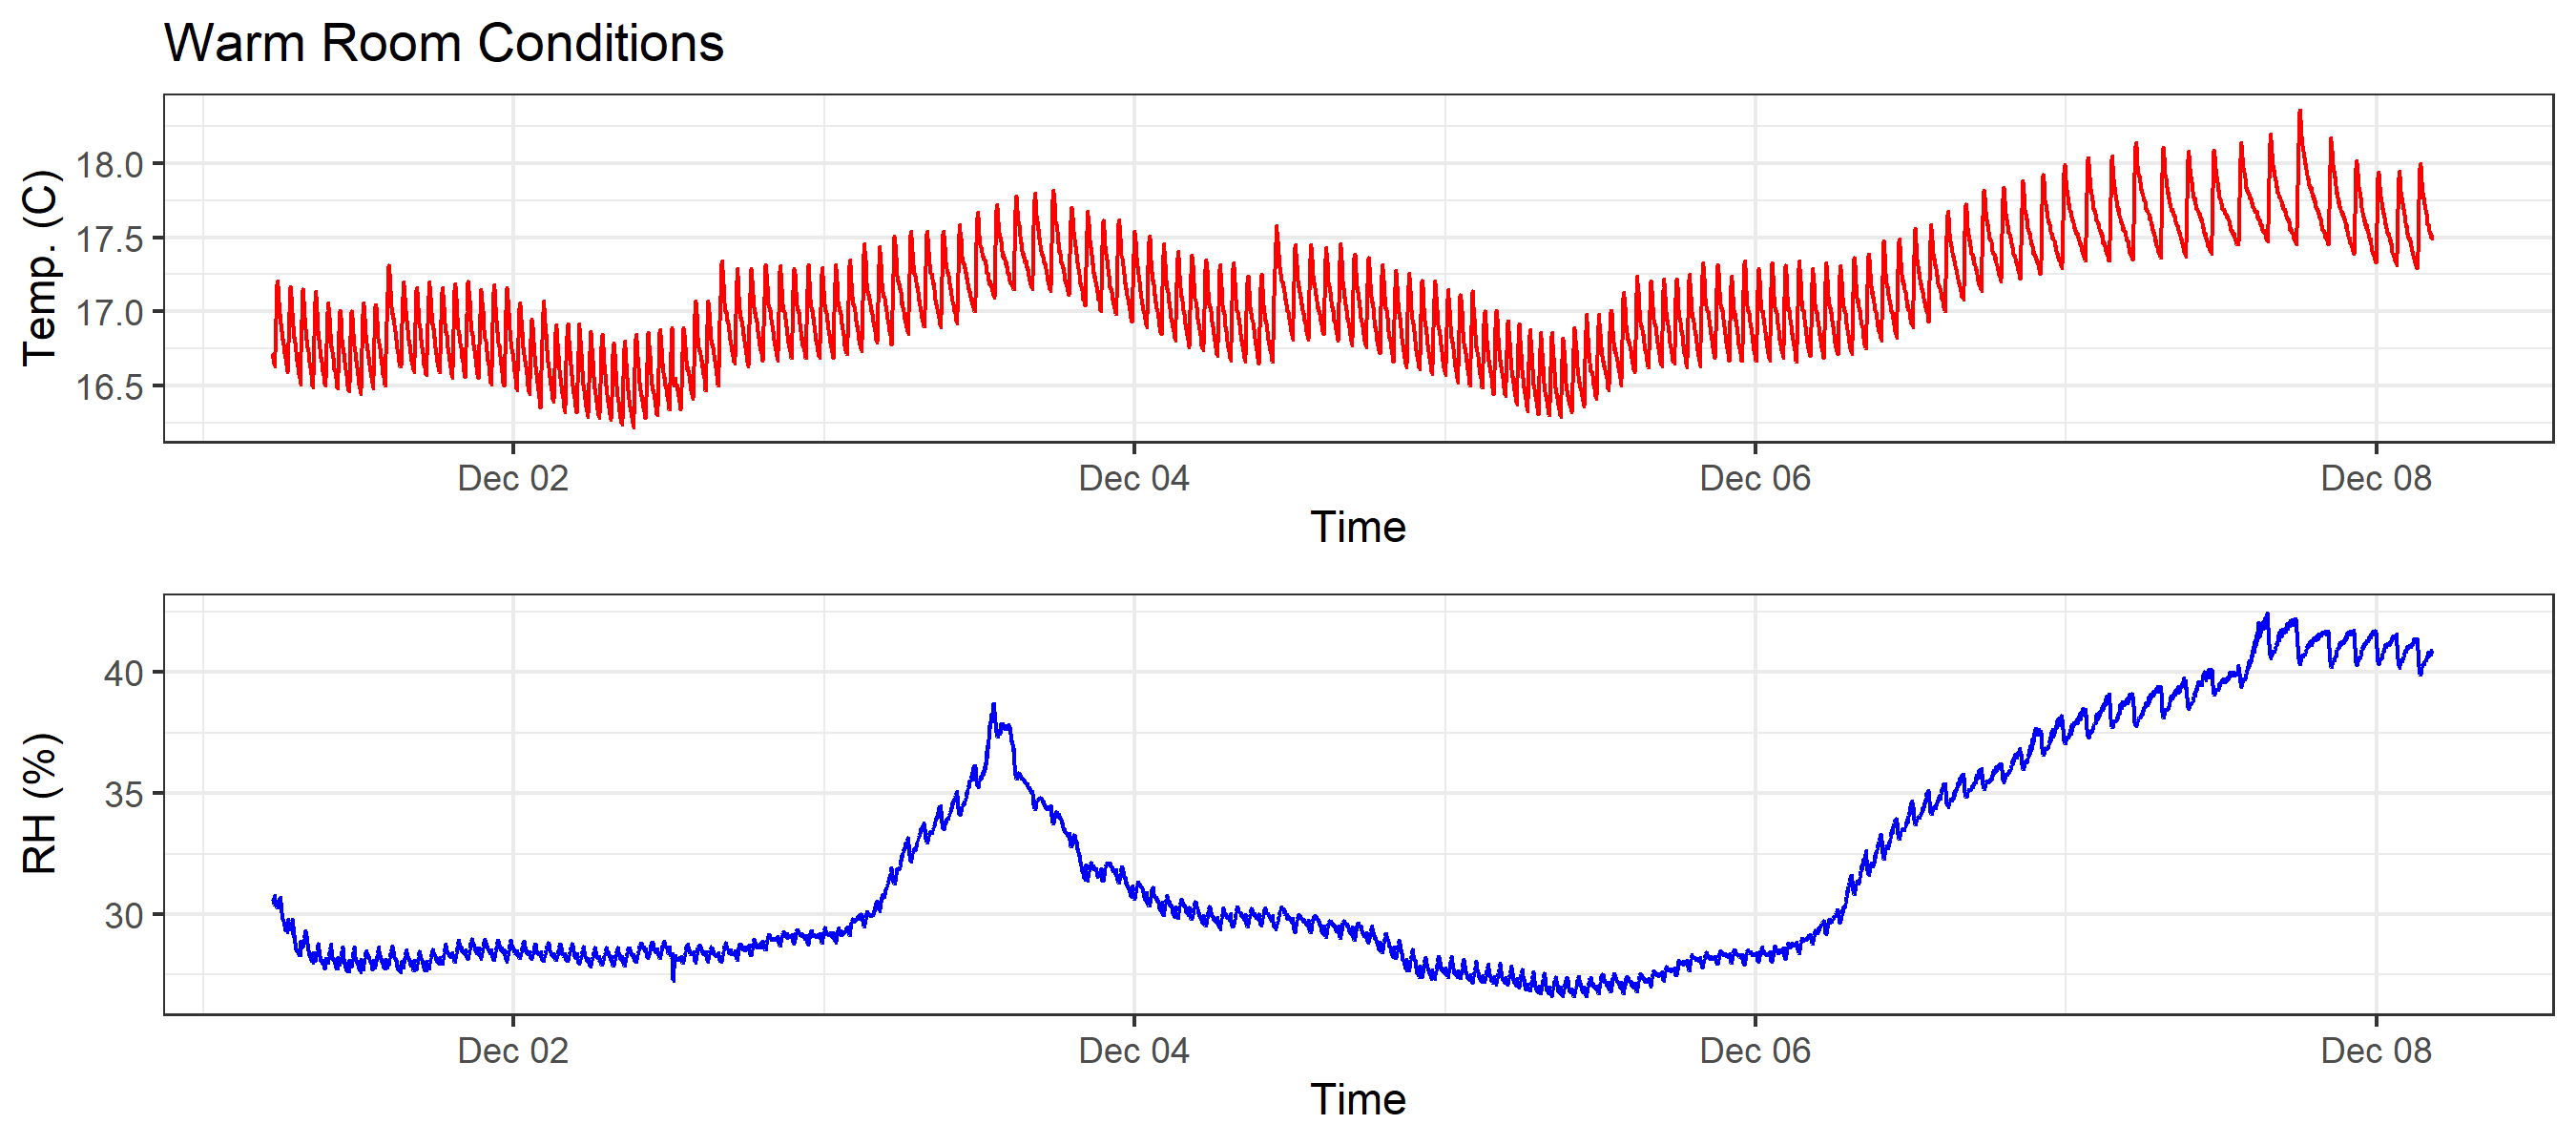 Warm Room Conditions
Temp. (C)
18.0
17.5
17.0
16.5
Dec 02 Dec 04 Dec 06 Dec 08
Time
RH (%)
40
35
30
Dec 02 Dec 04 Dec 06 Dec 08
Time